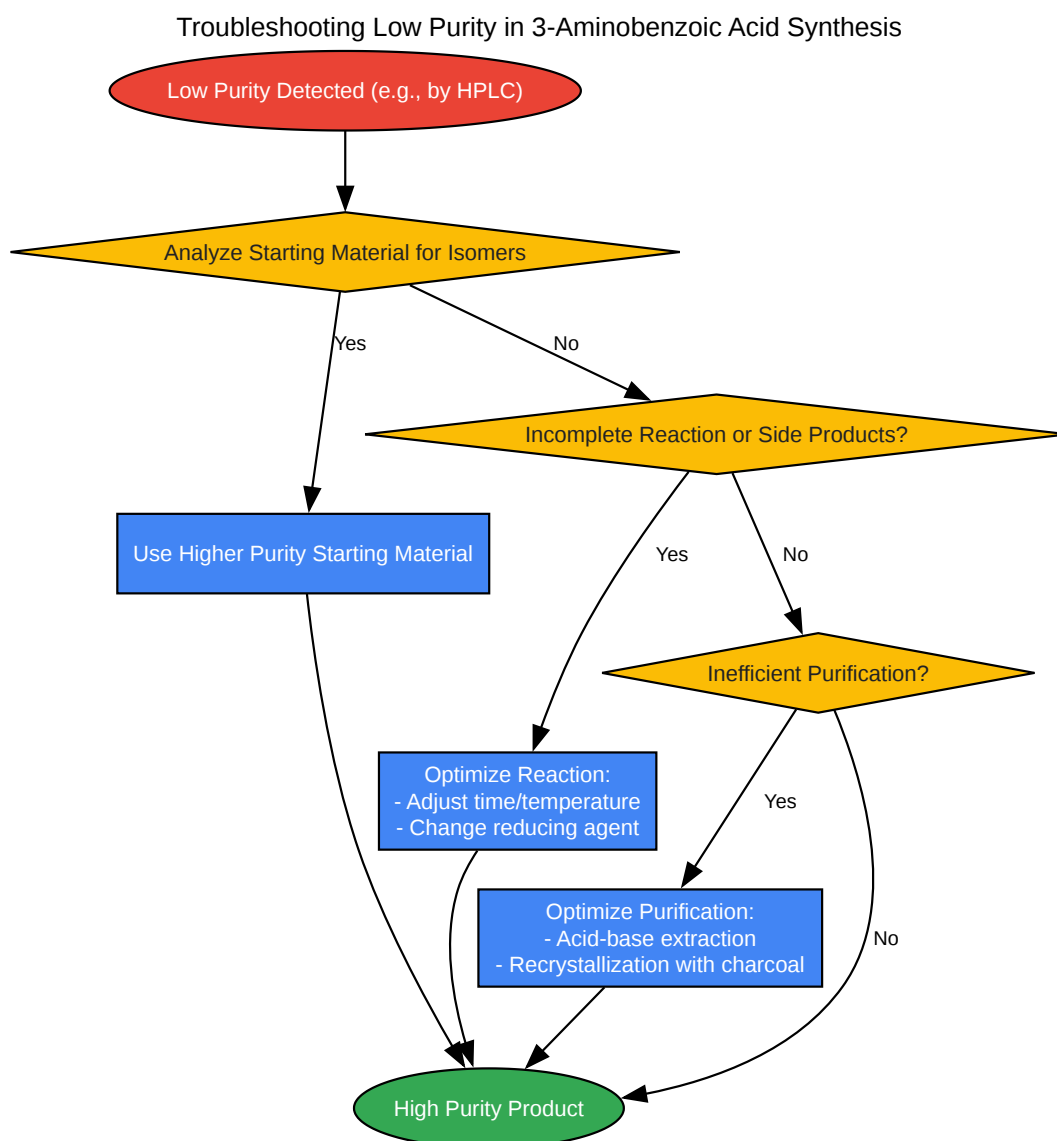 Troubleshooting Low Purity in 3-Aminobenzoic Acid Synthesis
Low Purity Detected (e.g., by HPLC)
Analyze Starting Material for Isomers
Yes
No
Incomplete Reaction or Side Products?
Use Higher Purity Starting Material
Yes
No
Inefficient Purification?
Optimize Reaction:
- Adjust time/temperature
- Change reducing agent
Yes
No
Optimize Purification:
- Acid-base extraction
- Recrystallization with charcoal
High Purity Product